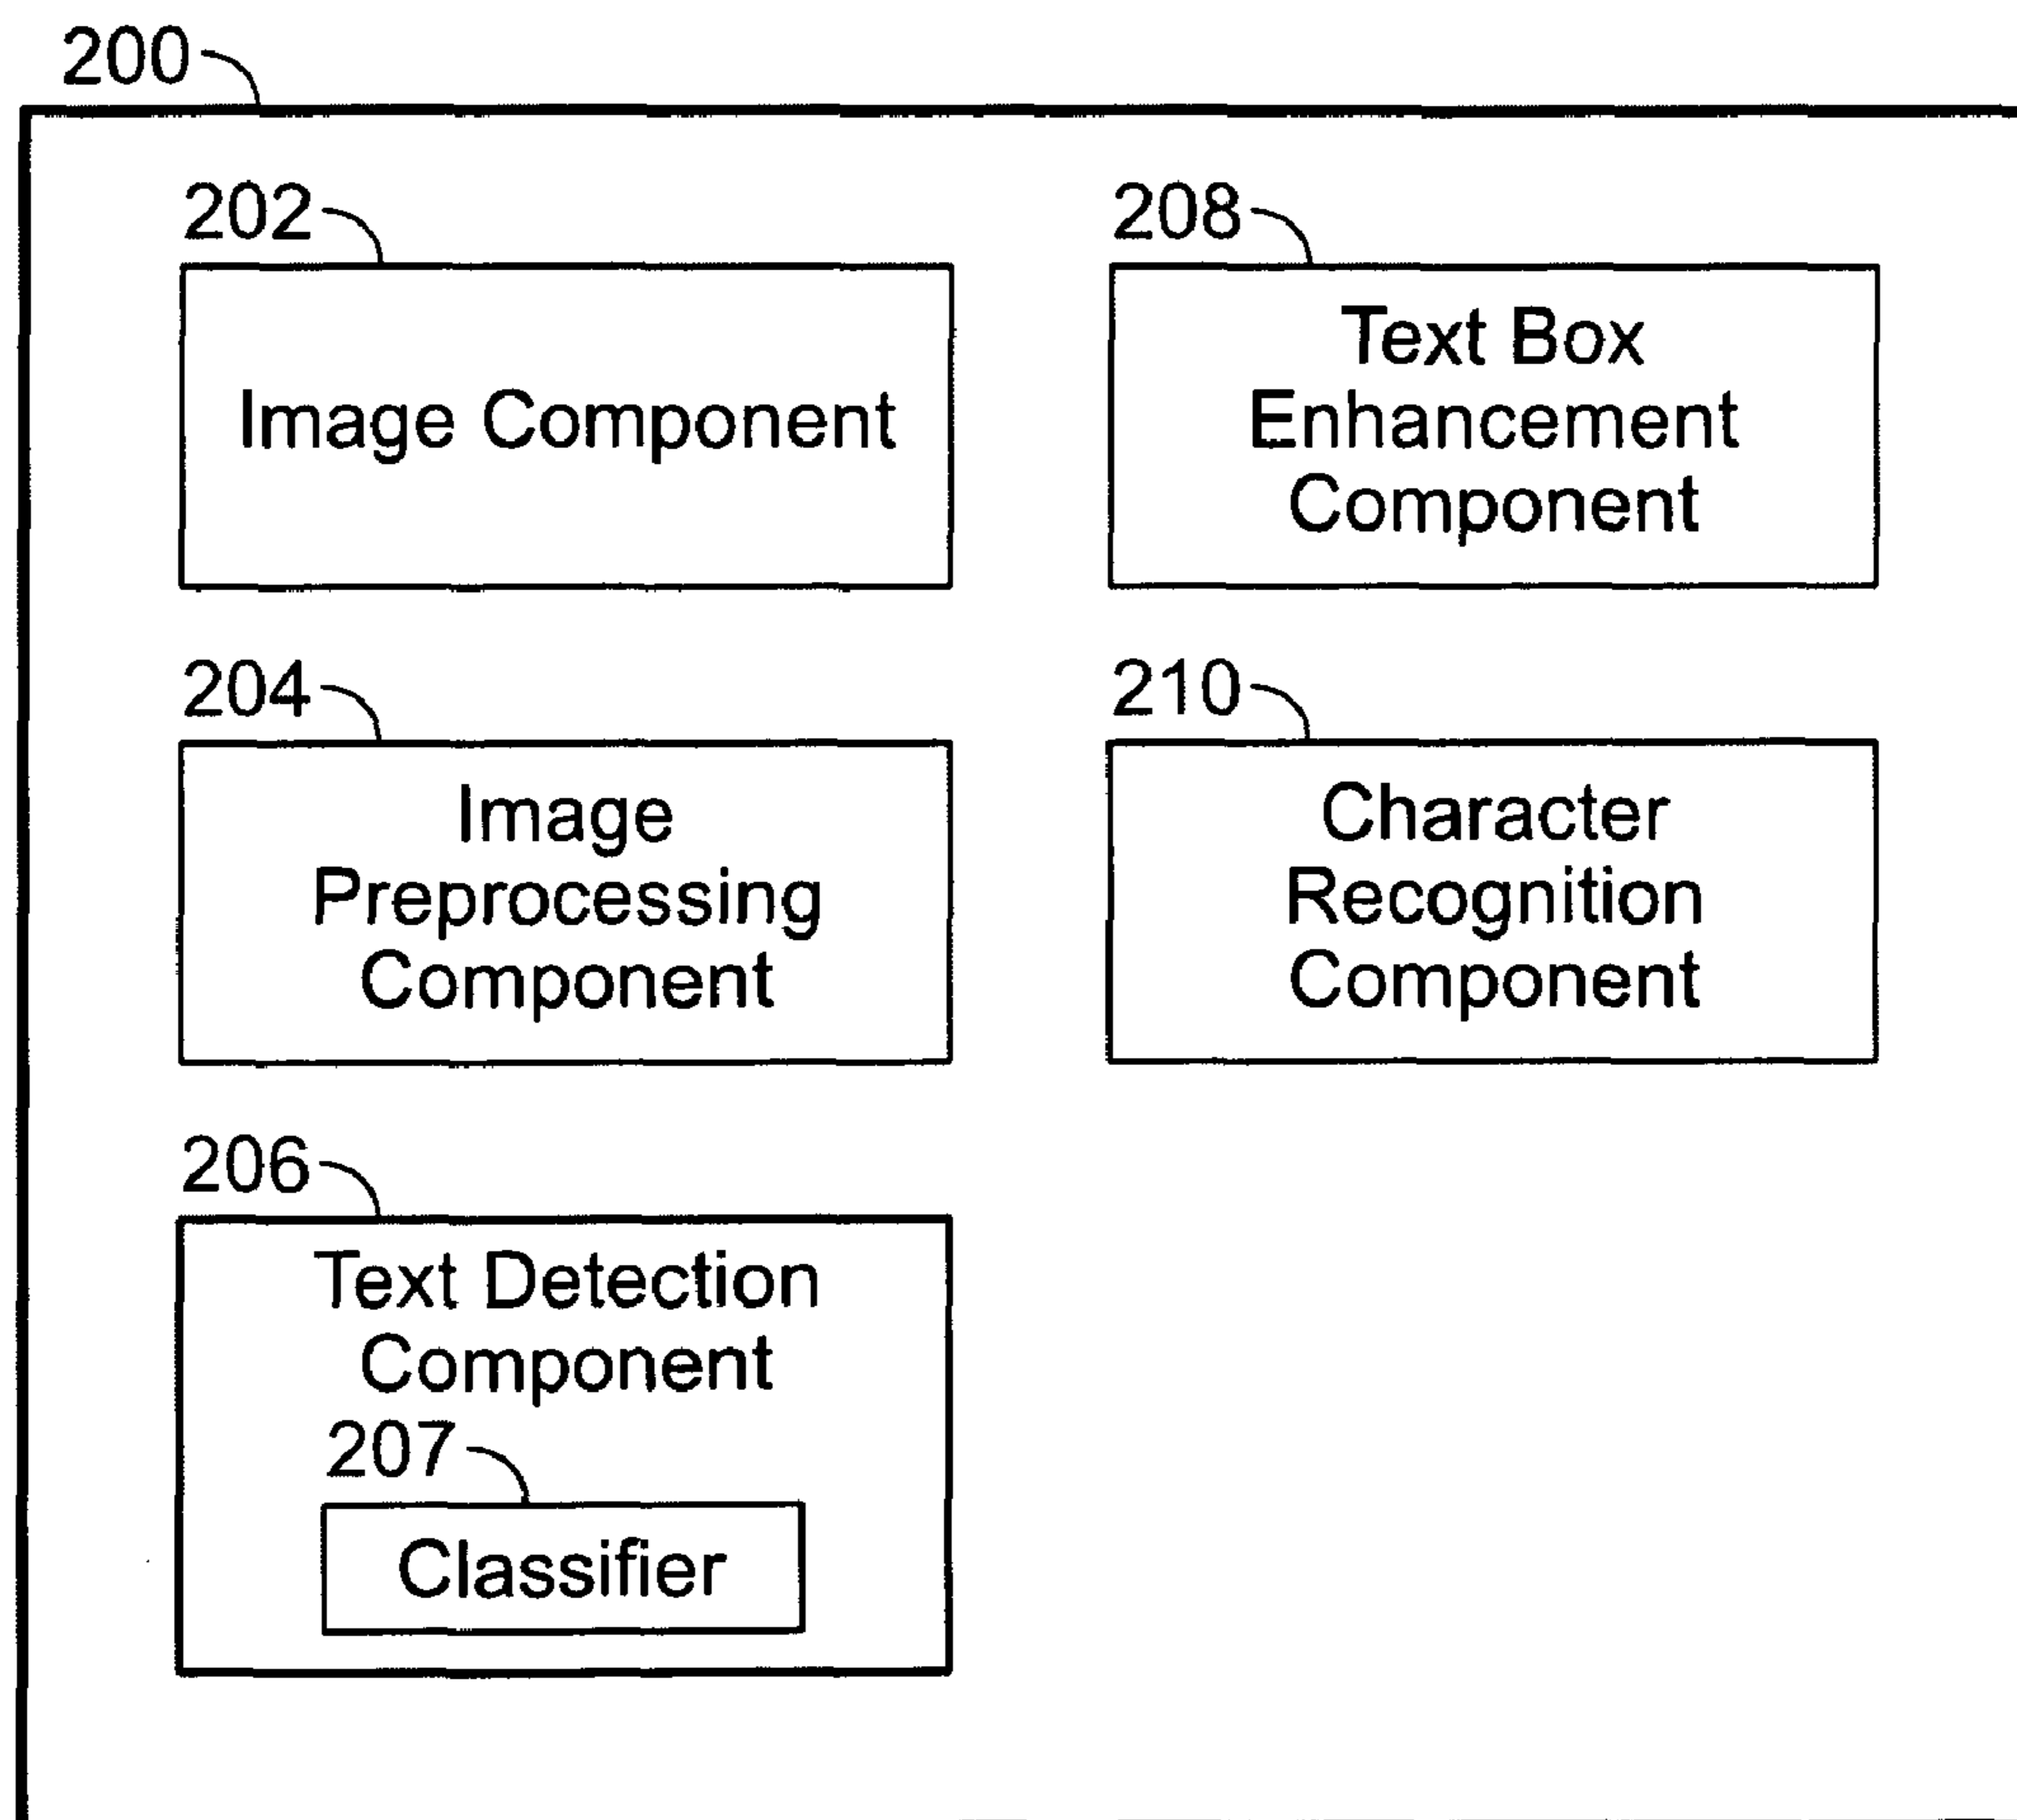 200
202
Image Component
204
Image
Preprocessing
Component
206
Text Detection
Component
207
Classifier
208
Text Box
Enhancement
Component
210
Character
Recognition
Component